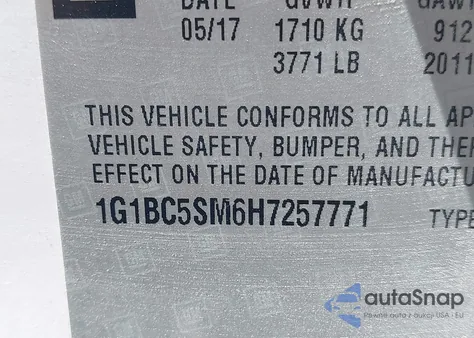 DATE GVWR GAWR
05/17 1710 KG 912
3771 LB 2011
THIS VEHICLE CONFORMS TO ALL AP
VEHICLE SAFETY, BUMPER, AND THE
EFFECT ON THE DATE OF MANUFACTU
1G1BC5SM6H7257771 TYPE
autaSnap